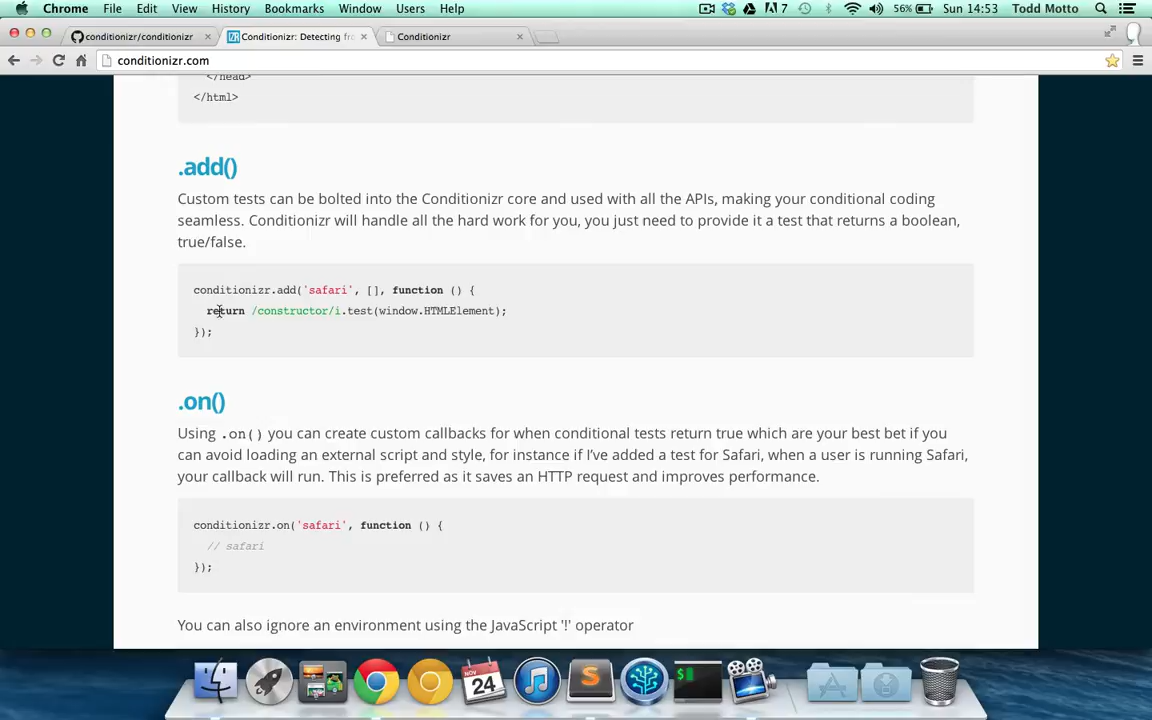 Chrome File Edit View History Bookmarks Window Users Help 7 56% Sun 14:53 Todd Motto
conditionizr/conditionizr Conditionizr: Detecting fr Conditionizr
conditionizr.com
</head>
</html>
.add()
Custom tests can be bolted into the Conditionizr core and used with all the APIs, making your conditional coding
seamless. Conditionizr will handle all the hard work for you, you just need to provide it a test that returns a boolean,
true/false.
conditionizr.add('safari', [], function () {
return /constructor/i.test(window.HTMLElement);
});
.on()
Using .on() you can create custom callbacks for when conditional tests return true which are your best bet if you
can avoid loading an external script and style, for instance if I've added a test for Safari, when a user is running Safari,
your callback will run. This is preferred as it saves an HTTP request and improves performance.
conditionizr.on('safari', function () {
// safari
});
You can also ignore an environment using the JavaScript '!' operator
24
S
$